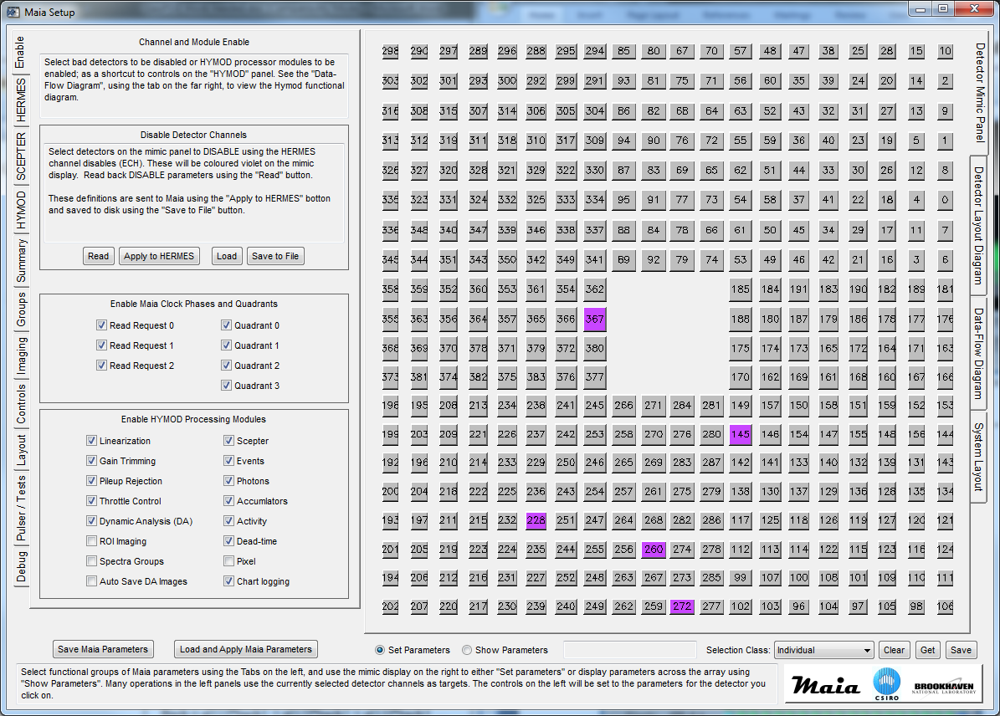 Maia Setup
Enable
HERMES
SCEPTER
HYMOD
Summary
Groups
Imaging
Controls
Layout
Pulser / Tests
Debug
Channel and Module Enable
Select bad detectors to be disabled or HYMOD processor modules to be
enabled; as a shortcut to controls on the "HYMOD" panel. See the "Data-
Flow Diagram", using the tab on the far right, to view the Hymod functional
diagram.
Disable Detector Channels
Select detectors on the mimic panel to DISABLE using the HERMES
channel disables (ECH). These will be coloured violet on the mimic
display.  Read back DISABLE parameters using the "Read" button.
These definitions are sent to Maia using the "Apply to HERMES" botton
and saved to disk using the "Save to File" button.
Read Apply to HERMES Load Save to File
Enable Maia Clock Phases and Quadrants
Read Request 0 Quadrant 0
Read Request 1 Quadrant 1
Read Request 2 Quadrant 2
Quadrant 3
Enable HYMOD Processing Modules
Linearization Scepter
Gain Trimming Events
Pileup Rejection Photons
Throttle Control Accumlators
Dynamic Analysis (DA) Activity
ROI Imaging Dead-time
Spectra Groups Pixel
Auto Save DA Images Chart logging
298 290 297 289 296 288 295 294 85 80 67 70 57 48 47 38 25 28 15 10
303 302 301 293 300 292 299 291 93 81 75 71 56 60 35 39 24 20 14 2
316 308 315 307 314 306 305 304 86 82 68 64 63 52 43 32 31 27 13 9
313 312 319 311 318 310 317 309 94 90 76 72 55 59 36 40 23 19 5 1
326 327 320 328 321 329 322 330 87 83 69 65 62 51 44 33 30 26 12 8
335 323 331 324 332 325 333 334 95 91 77 73 54 58 37 41 22 18 4 0
336 348 340 347 339 346 338 337 88 84 78 66 61 50 45 34 29 17 11 7
345 344 351 343 350 342 349 341 89 92 79 74 53 49 46 42 21 16 3 6
358 359 352 360 353 361 354 362 185 184 191 183 190 182 189 181
355 363 356 364 357 365 366 367 188 180 187 179 186 178 177 176
368 369 370 378 371 379 372 380 175 174 173 165 172 164 171 163
373 381 374 382 375 383 376 377 170 162 169 161 168 160 167 166
198 195 208 213 234 238 241 245 266 271 284 281 149 157 150 158 151 159 152 153
199 203 209 221 226 237 242 253 258 270 276 280 145 146 154 147 155 148 156 144
192 196 210 214 233 229 250 246 265 269 283 287 142 141 133 140 132 139 131 143
200 204 218 222 225 236 243 254 257 261 275 279 138 130 137 129 136 128 135 134
193 197 211 215 232 228 251 247 264 268 282 286 117 125 118 126 119 127 120 121
201 205 219 223 224 235 244 255 256 260 274 278 112 113 114 122 115 123 116 124
194 206 212 216 231 227 252 248 263 267 273 285 99 107 100 108 101 109 110 111
202 207 220 217 230 239 240 249 262 259 272 277 102 103 96 104 97 105 98 106
Detector Mimic Panel
Detector Layout Diagram
Data-Flow Diagram
System Layout
Save Maia Parameters Load and Apply Maia Parameters
Set Parameters Show Parameters Selection Class: Individual Clear Get Save
Select functional groups of Maia parameters using the Tabs on the left, and use the mimic display on the right to either "Set parameters" or display parameters across the array using
"Show Parameters". Many operations in the left panels use the currently selected detector channels as targets. The controls on the left will be set to the parameters for the detector you
click on.
Maia
CSIRO
BROOKHAVEN
NATIONAL LABORATORY